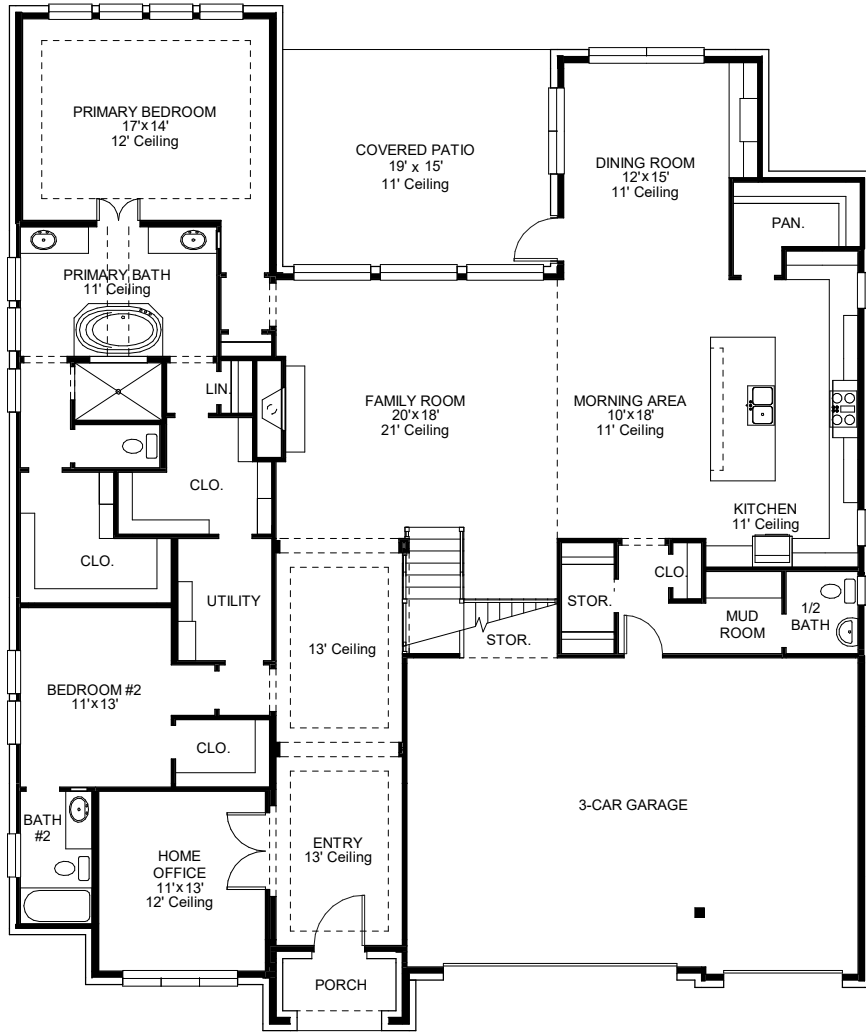 PRIMARY BEDROOM
17'x14'
12' Ceiling
COVERED PATIO
19' x 15'
11' Ceiling
DINING ROOM
12'x15'
11' Ceiling
PAN.
PRIMARY BATH
11' Ceiling
LIN.
FAMILY ROOM
20'x18'
21' Ceiling
MORNING AREA
10'x18'
11' Ceiling
CLO.
KITCHEN
11' Ceiling
CLO.
UTILITY
STOR.
CLO.
MUD
ROOM
1/2
BATH
STOR.
13' Ceiling
BEDROOM #2
11'x13'
CLO.
3-CAR GARAGE
BATH
#2
HOME
OFFICE
11'x13'
12' Ceiling
ENTRY
13' Ceiling
PORCH